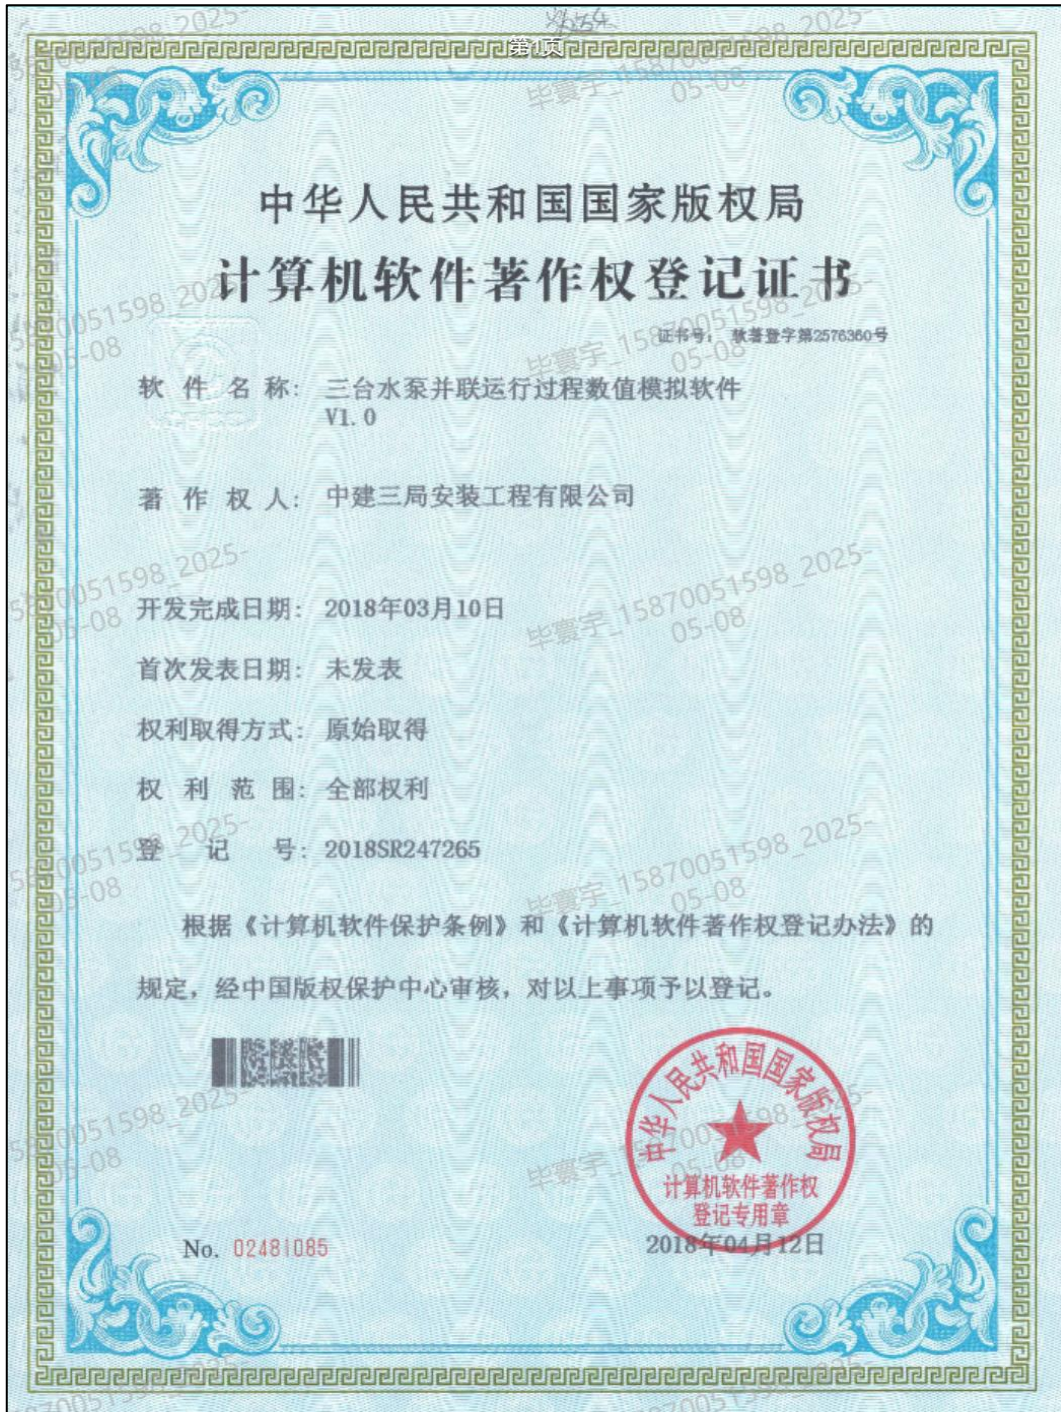 第1页
中华人民共和国国家版权局
计算机软件著作权登记证书
证书号： 软著登字第2576360号
软件名称： 三台水泵并联运行过程数值模拟软件
V1.0
著作权人： 中建三局安装工程有限公司
开发完成日期： 2018年03月10日
首次发表日期： 未发表
权利取得方式： 原始取得
权利范围： 全部权利
登记号： 2018SR247265
根据《计算机软件保护条例》和《计算机软件著作权登记办法》的
规定，经中国版权保护中心审核，对以上事项予以登记。
中华人民共和国国家版权局
计算机软件著作权
登记专用章
No. 02481085
2018年04月12日
毕寰宇_15870051598_2025-
05-08